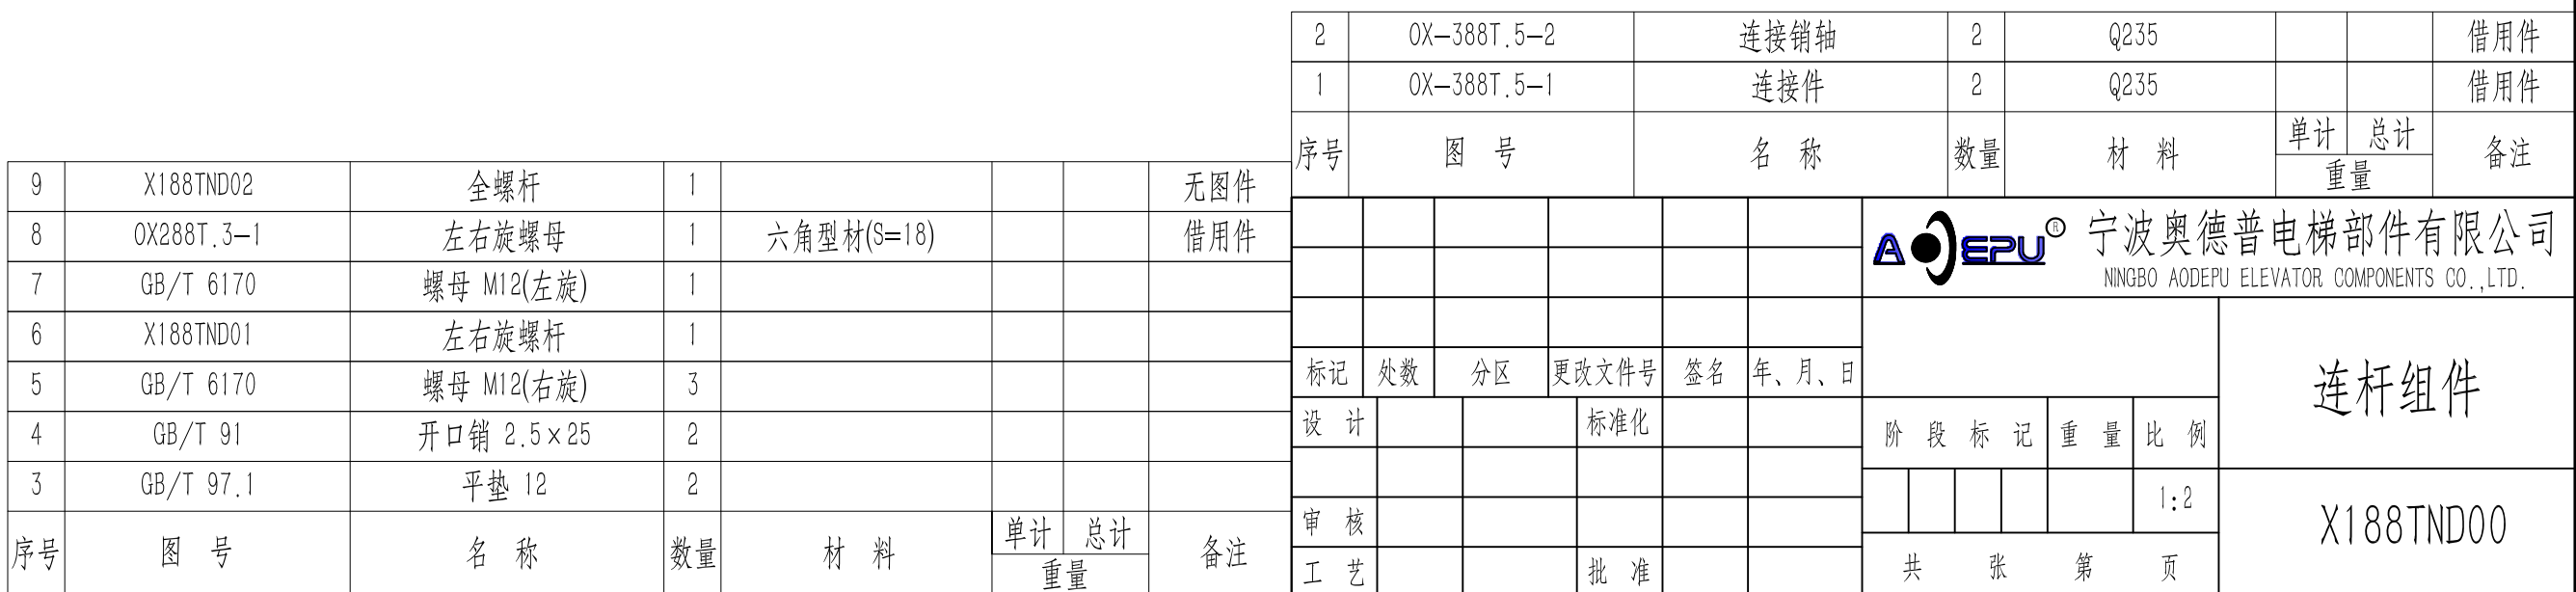 2 OX-388T.5-2 连接销轴 2 Q235 借用件
1 OX-388T.5-1 连接件 2 Q235 借用件
序号 图 号 名 称 数量 材 料 单计 总计 备注
重量
9 X188TND02 全螺杆 1 无图件
8 OX288T.3-1 左右旋螺母 1 六角型材(S=18) 借用件
7 GB/T 6170 螺母 M12(左旋) 1
6 X188TND01 左右旋螺杆 1
5 GB/T 6170 螺母 M12(右旋) 3
4 GB/T 91 开口销 2.5×25 2
3 GB/T 97.1 平垫 12 2
序号 图 号 名 称 数量 材 料 单计 总计 备注
重量
AOEPU® 宁波奥德普电梯部件有限公司
NINGBO AODEPU ELEVATOR COMPONENTS CO.,LTD.
标记 处数 分区 更改文件号 签名 年、月、日
连杆组件
设 计 标准化
阶 段 标 记 重 量 比 例
1:2
审 核
X188TND00
工 艺 批 准
共 张 第 页